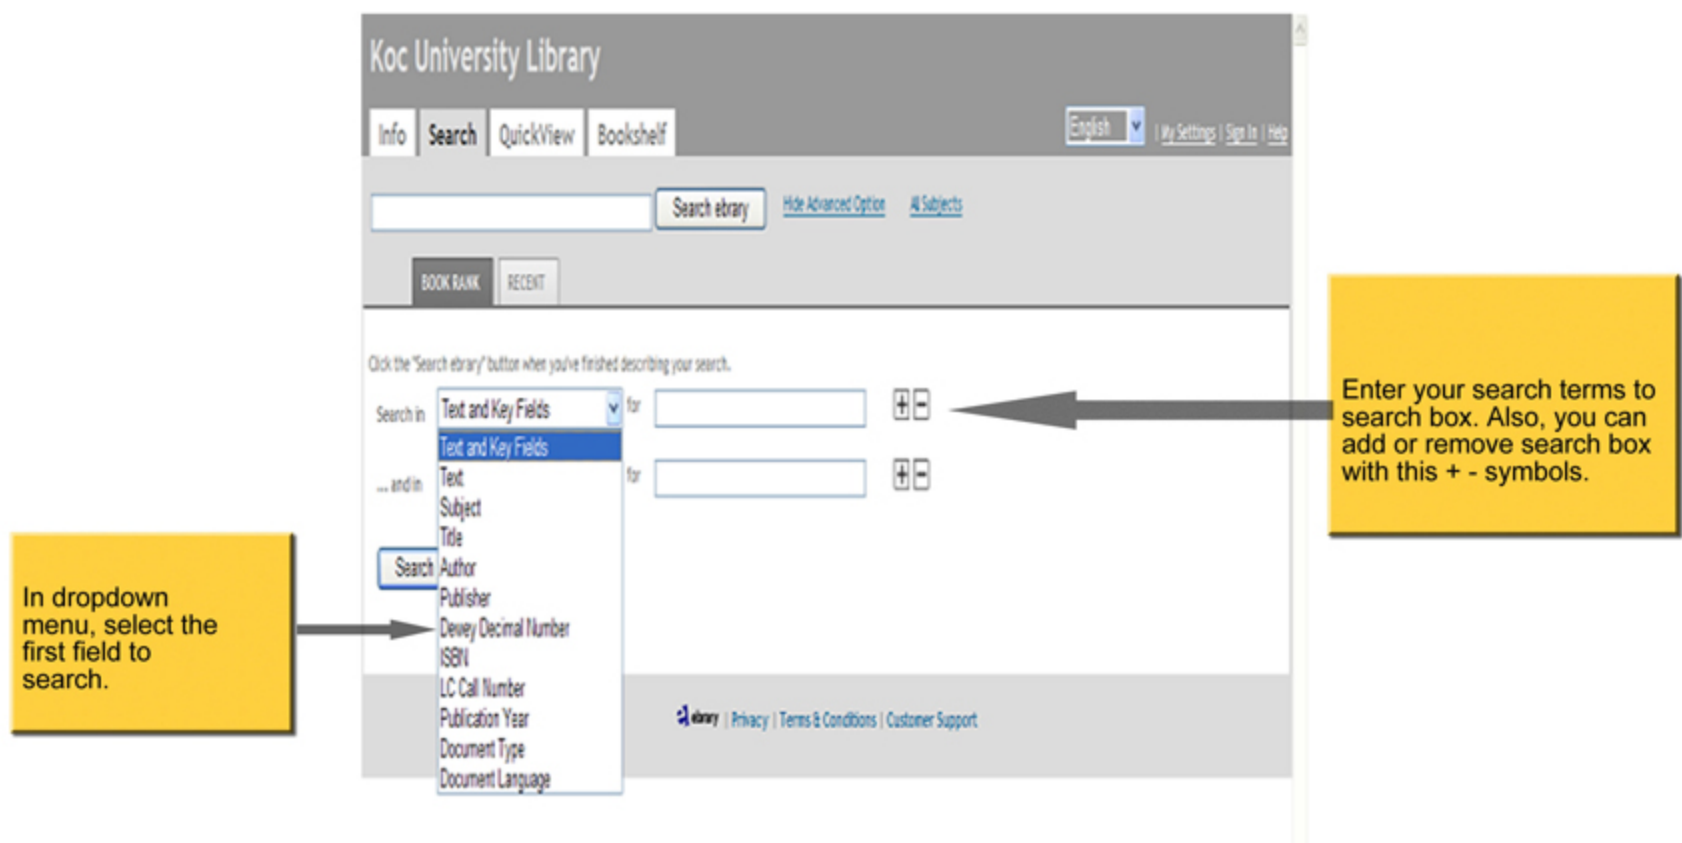 Koc University Library
Info Search QuickView Bookshelf
English | My Settings | Sign In | Help
Search ebrary Hide Advanced Option All Subjects
BOOK RANK RECENT
Click the "Search ebrary" button when you've finished describing your search.
Search in Text and Key Fields for + -
Text and Key Fields
Text
... and in for + -
Subject
Title
Search Author
Publisher
Dewey Decimal Number
ISBN
LC Call Number
Publication Year
Document Type
Document Language
ebrary | Privacy | Terms & Conditions | Customer Support
Enter your search terms to
search box. Also, you can
add or remove search box
with this + - symbols.
In dropdown
menu, select the
first field to
search.